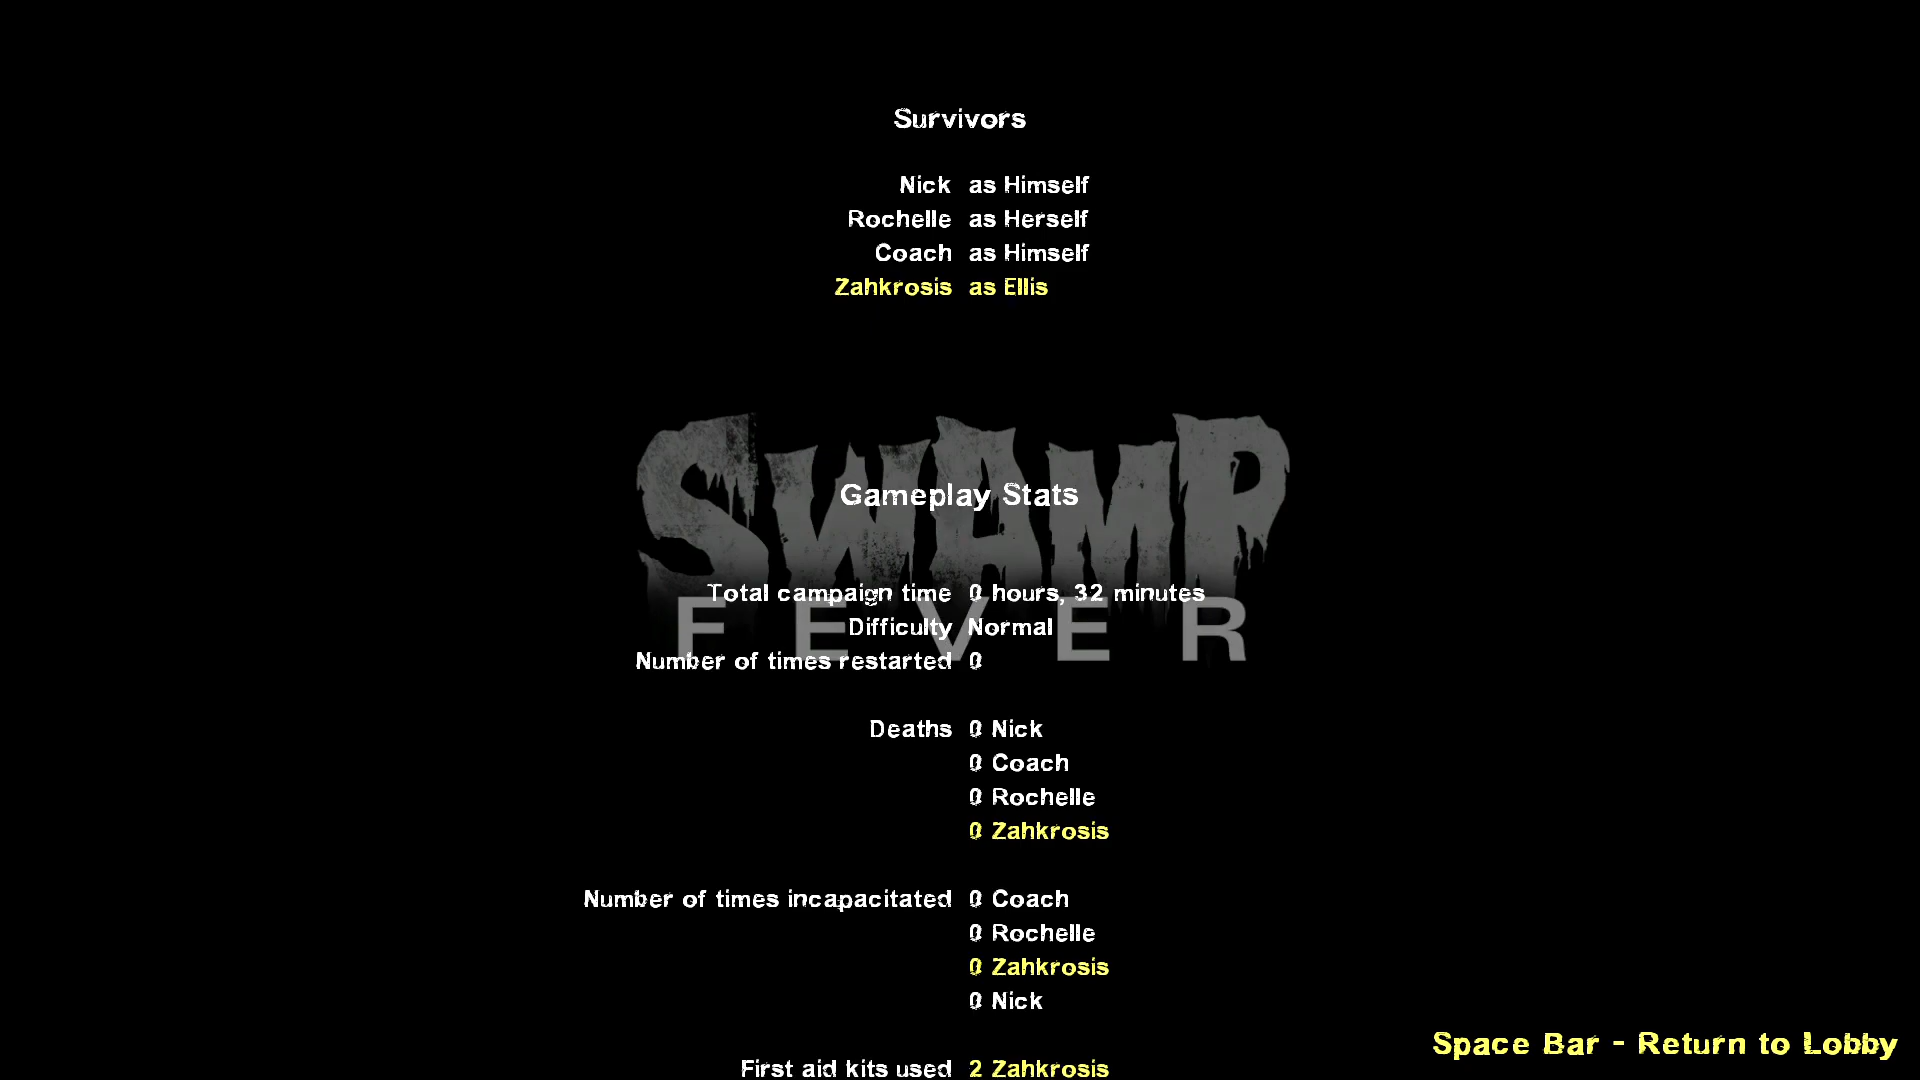 Survivors
Nick as Himself
Rochelle as Herself
Coach as Himself
Zahkrosis as Ellis
SWAMP
FEVER
Gameplay Stats
Total campaign time 0 hours, 32 minutes
Difficulty Normal
Number of times restarted 0
Deaths 0 Nick
0 Coach
0 Rochelle
0 Zahkrosis
Number of times incapacitated 0 Coach
0 Rochelle
0 Zahkrosis
0 Nick
First aid kits used 2 Zahkrosis
Space Bar - Return to Lobby